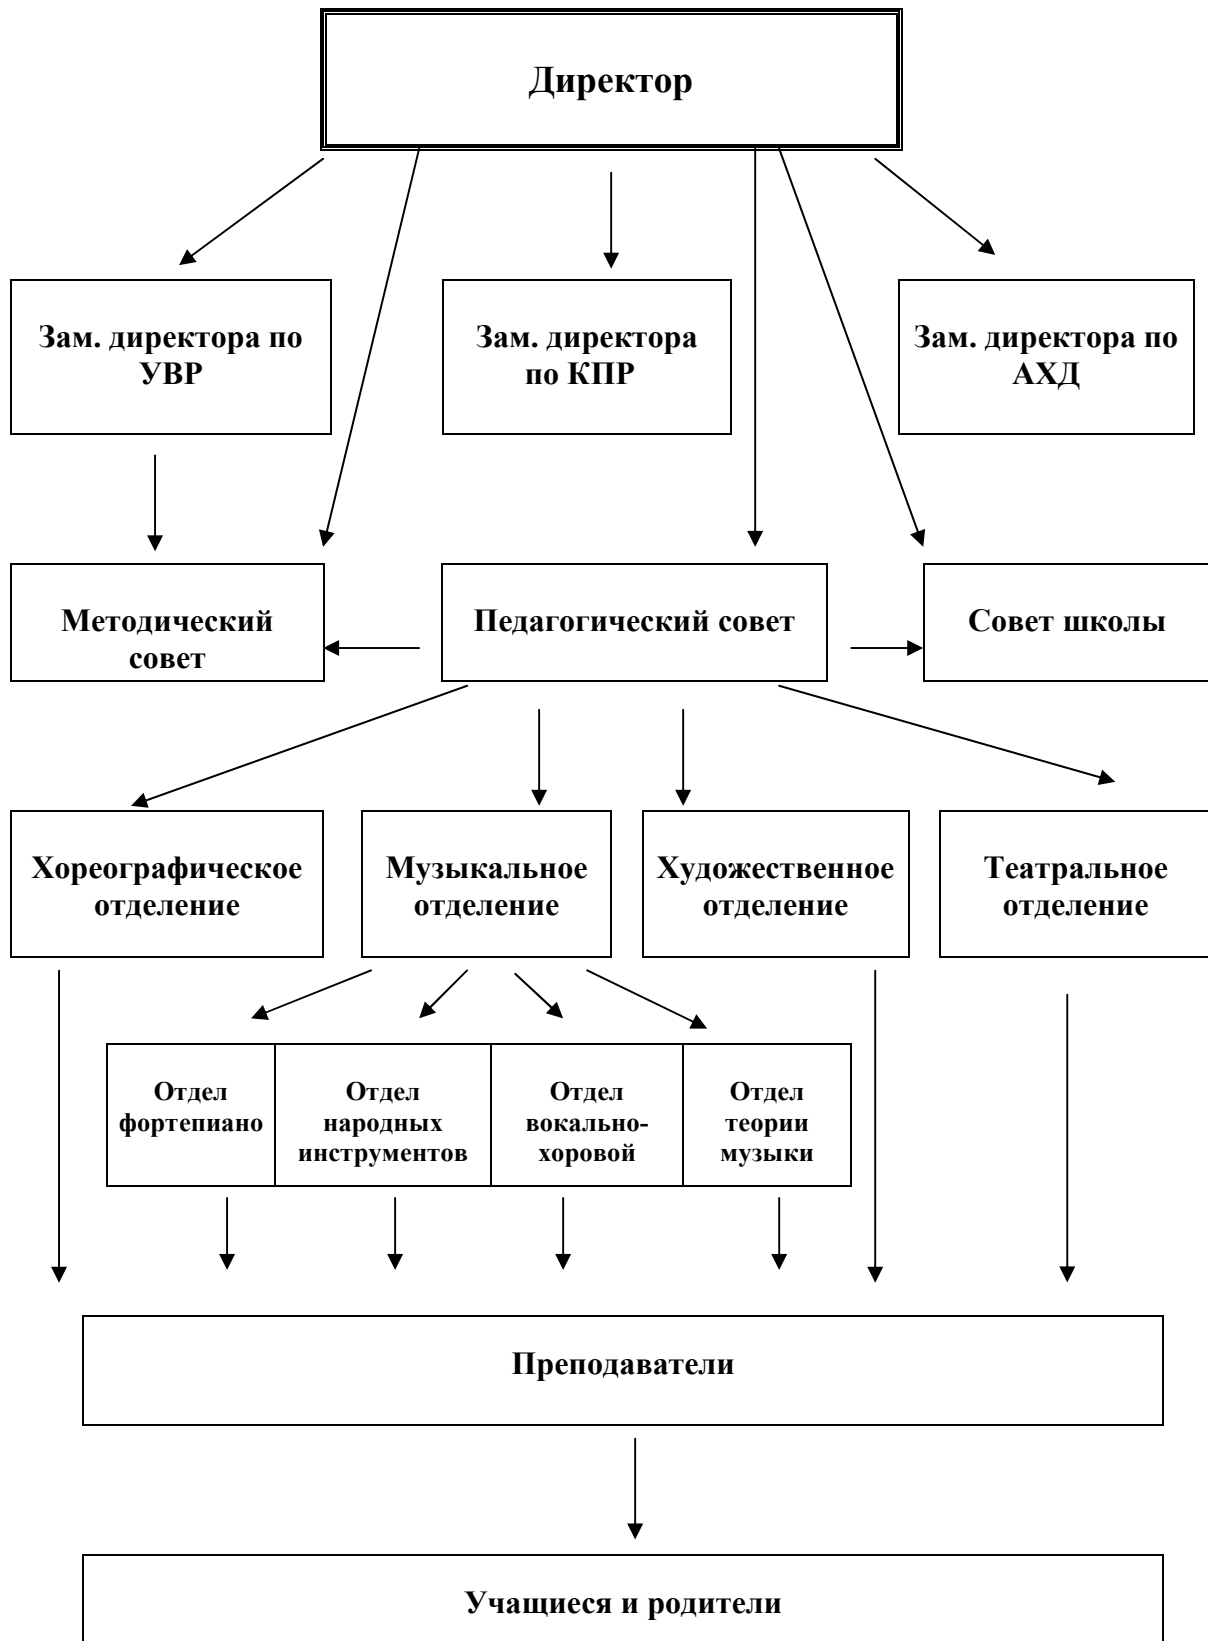 Директор
Зам. директора по
УВР
Зам. директора
по КПР
Зам. директора по
АХД
Методический
совет
Педагогический совет
Совет школы
Хореографическое
отделение
Музыкальное
отделение
Художественное
отделение
Театральное
отделение
Отдел
фортепиано
Отдел
народных
инструментов
Отдел
вокально-
хоровой
Отдел
теории
музыки
Преподаватели
Учащиеся и родители